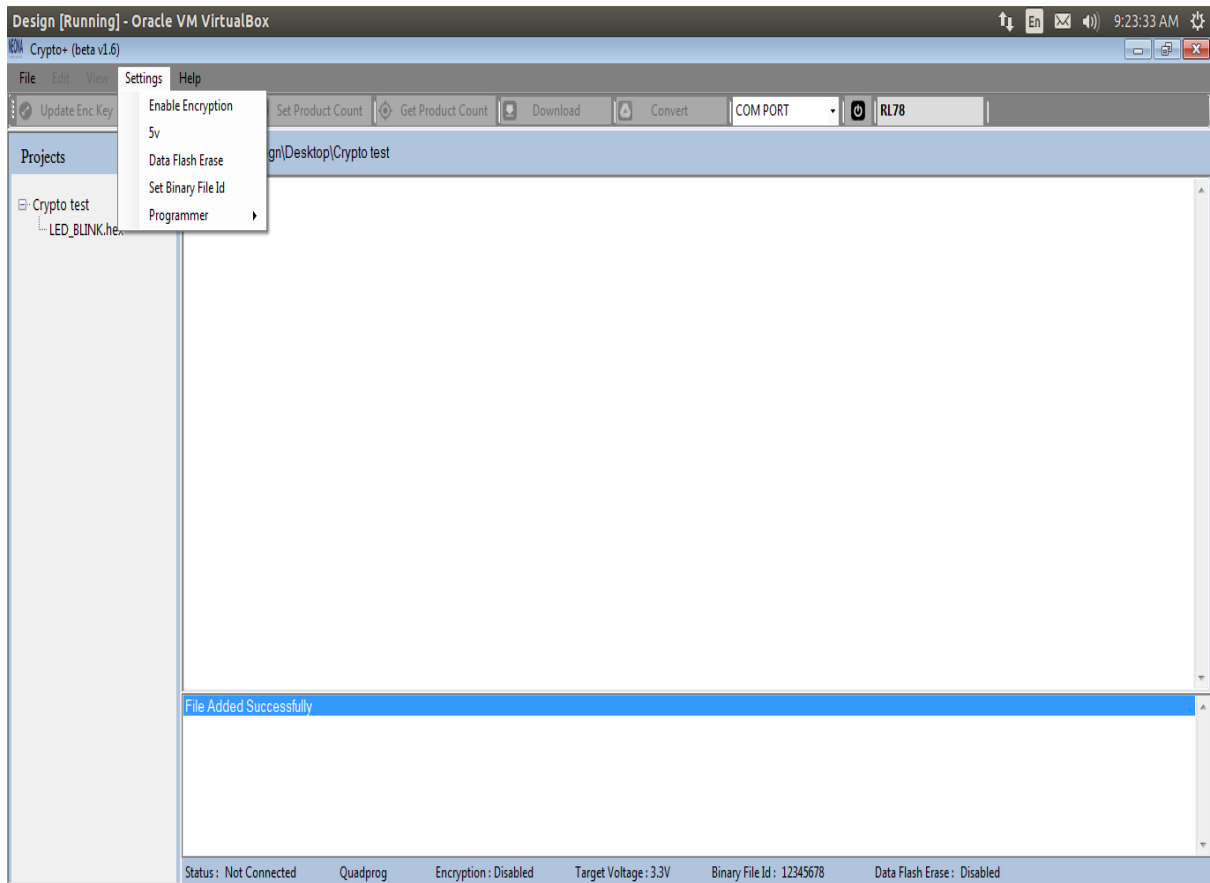 Design [Running] - Oracle VM VirtualBox En 9:23:33 AM
NEONA Crypto+ (beta v1.6)
File Edit View Settings Help
Update Enc Key Set Product Count Get Product Count Download Convert COM PORT RL78
Enable Encryption
5v
Data Flash Erase
Set Binary File Id
Programmer
Projects gn\Desktop\Crypto test
Crypto test
LED_BLINK.hex
File Added Successfully
Status : Not Connected Quadprog Encryption : Disabled Target Voltage : 3.3V Binary File Id : 12345678 Data Flash Erase : Disabled